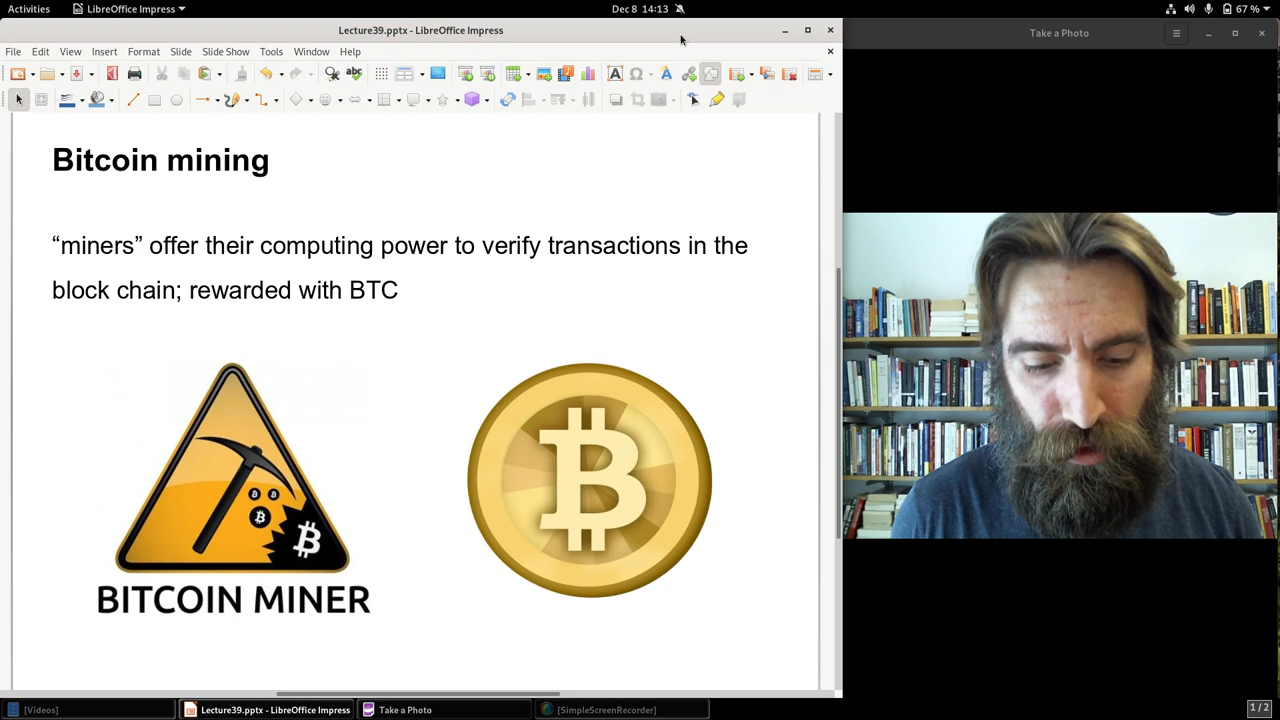 Activities
LibreOffice Impress
Dec 8 14:13
67 %
Lecture39.pptx - LibreOffice Impress
Take a Photo
File Edit View Insert Format Slide Slide Show Tools Window Help
Bitcoin mining
“miners” offer their computing power to verify transactions in the
block chain; rewarded with BTC
BITCOIN MINER
[Videos]
Lecture39.pptx - LibreOffice Impress
Take a Photo
[SimpleScreenRecorder]
1 / 2